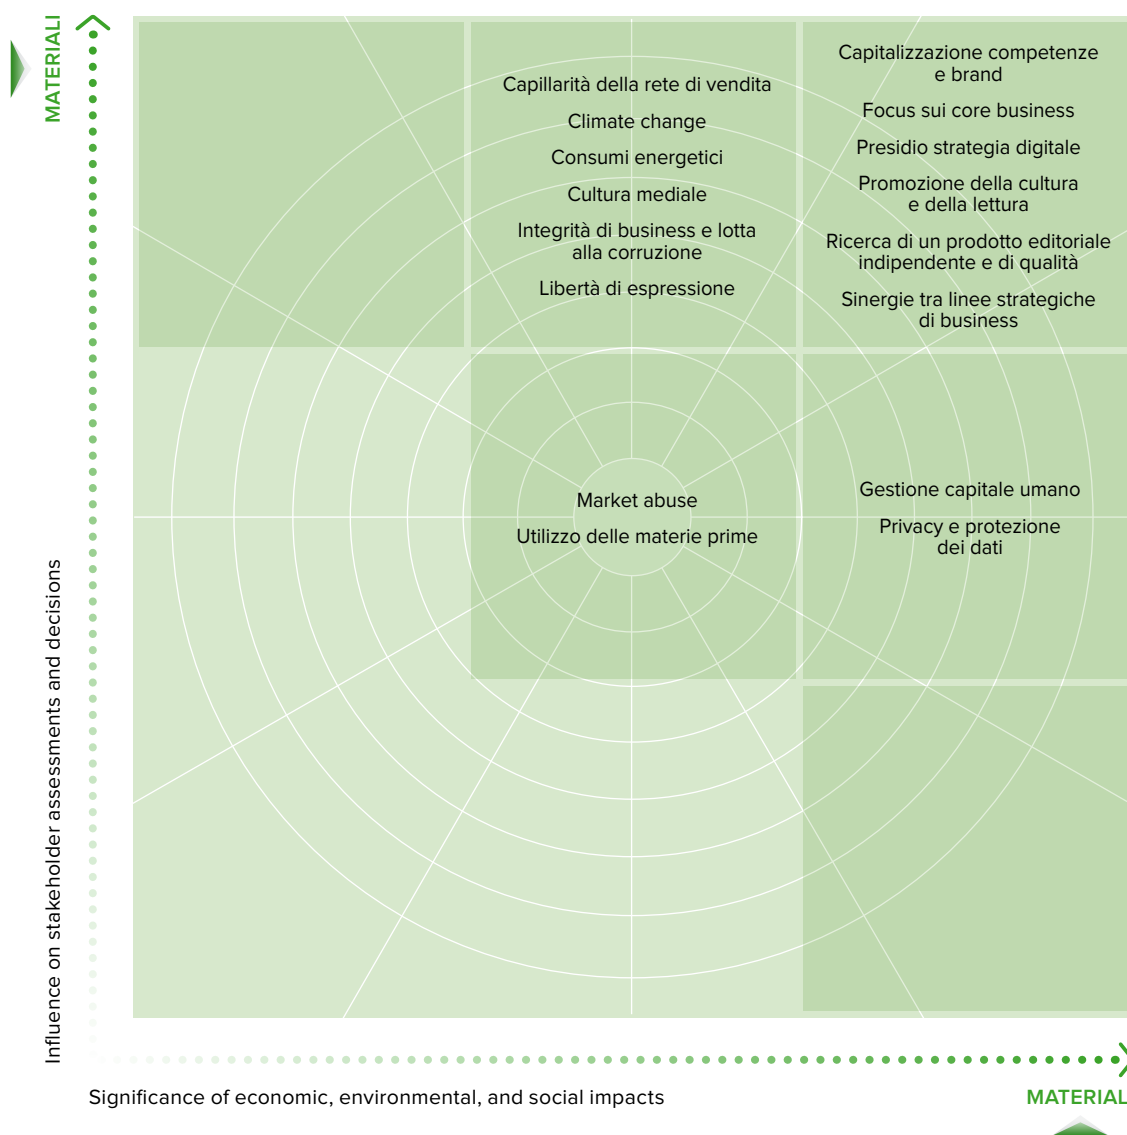 MATERIALI
Capillarità della rete di vendita
Climate change
Consumi energetici
Cultura mediale
Integrità di business e lotta
alla corruzione
Libertà di espressione
Capitalizzazione competenze
e brand
Focus sui core business
Presidio strategia digitale
Promozione della cultura
e della lettura
Ricerca di un prodotto editoriale
indipendente e di qualità
Sinergie tra linee strategiche
di business
Market abuse
Utilizzo delle materie prime
Gestione capitale umano
Privacy e protezione
dei dati
Influence on stakeholder assessments and decisions
Significance of economic, environmental, and social impacts
MATERIAL